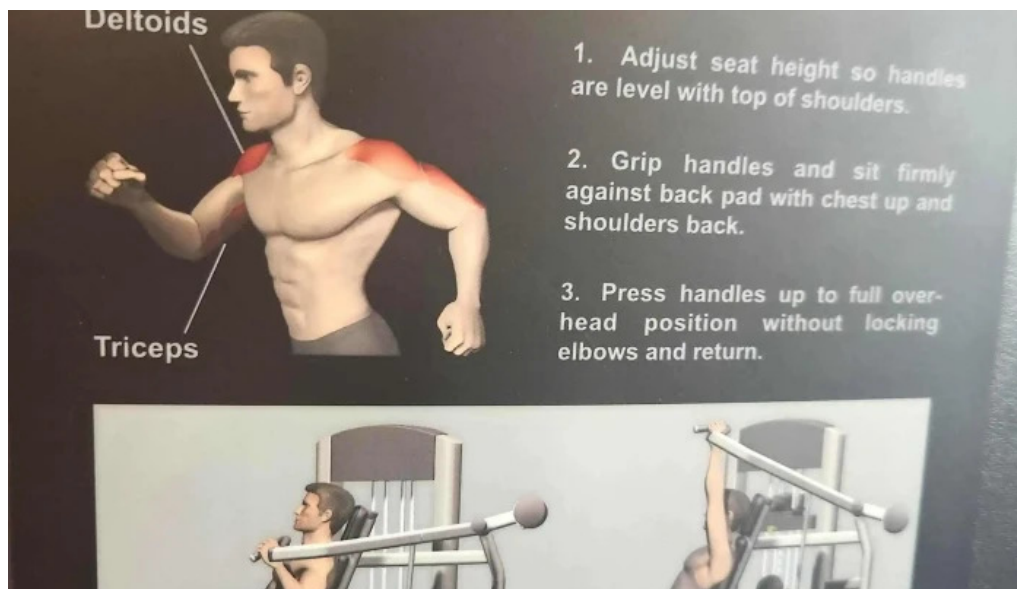 Deltoids
Triceps
1. Adjust seat height so handles
are level with top of shoulders.
2. Grip handles and sit firmly
against back pad with chest up and
shoulders back.
3. Press handles up to full over-
head position without locking
elbows and return.